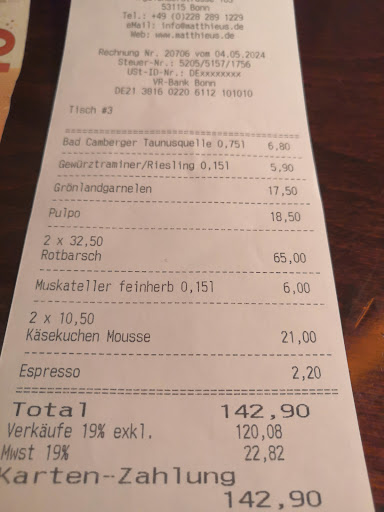 53115 Bonn
Tel.: +49 (0)228 289 1229
eMail: info@matthieus.de
Web: www.matthieus.de
Rechnung Nr. 20706 vom 04.05.2024
Steuer-Nr.: 5205/5157/1756
USt-ID-Nr.: DExxxxxxxx
VR-Bank Bonn
DE21 3816 0220 6112 101010
Tisch #3
Bad Camberger Taunusquelle 0,75l 6,80
Gewürztraminer/Riesling 0,15l 5,90
Grönlandgarnelen 17,50
Pulpo 18,50
2 x 32,50
Rotbarsch 65,00
Muskateller feinherb 0,15l 6,00
2 x 10,50
Käsekuchen Mousse 21,00
Espresso 2,20
Total 142,90
Verkäufe 19% exkl. 120,08
Mwst 19% 22,82
Karten-Zahlung
142,90